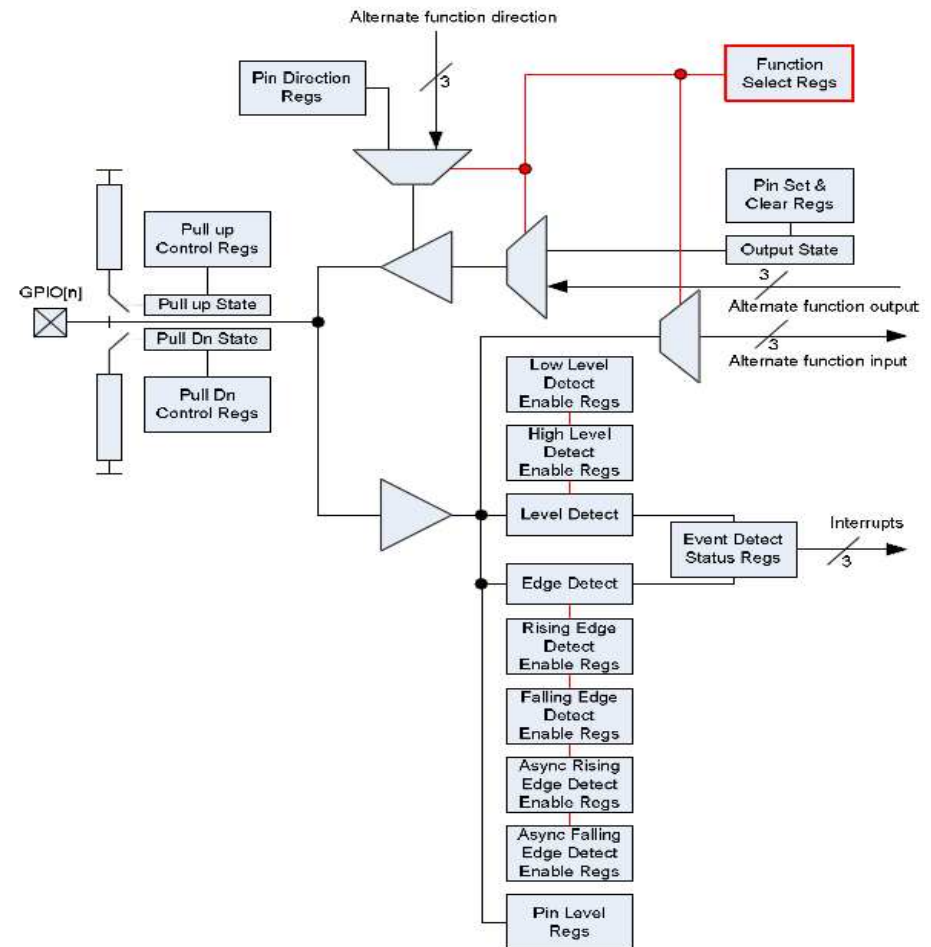 Alternate function direction
3
Pin Direction
Regs
Function
Select Regs
Pin Set &
Clear Regs
Output State
Pull up
Control Regs
GPIO[n]
Pull up State
Pull Dn State
Pull Dn
Control Regs
3
Alternate function output
3
Alternate function input
Low Level
Detect
Enable Regs
High Level
Detect
Enable Regs
Level Detect
Event Detect
Status Regs
Interrupts
3
Edge Detect
Rising Edge
Detect
Enable Regs
Falling Edge
Detect
Enable Regs
Async Rising
Edge Detect
Enable Regs
Async Falling
Edge Detect
Enable Regs
Pin Level
Regs